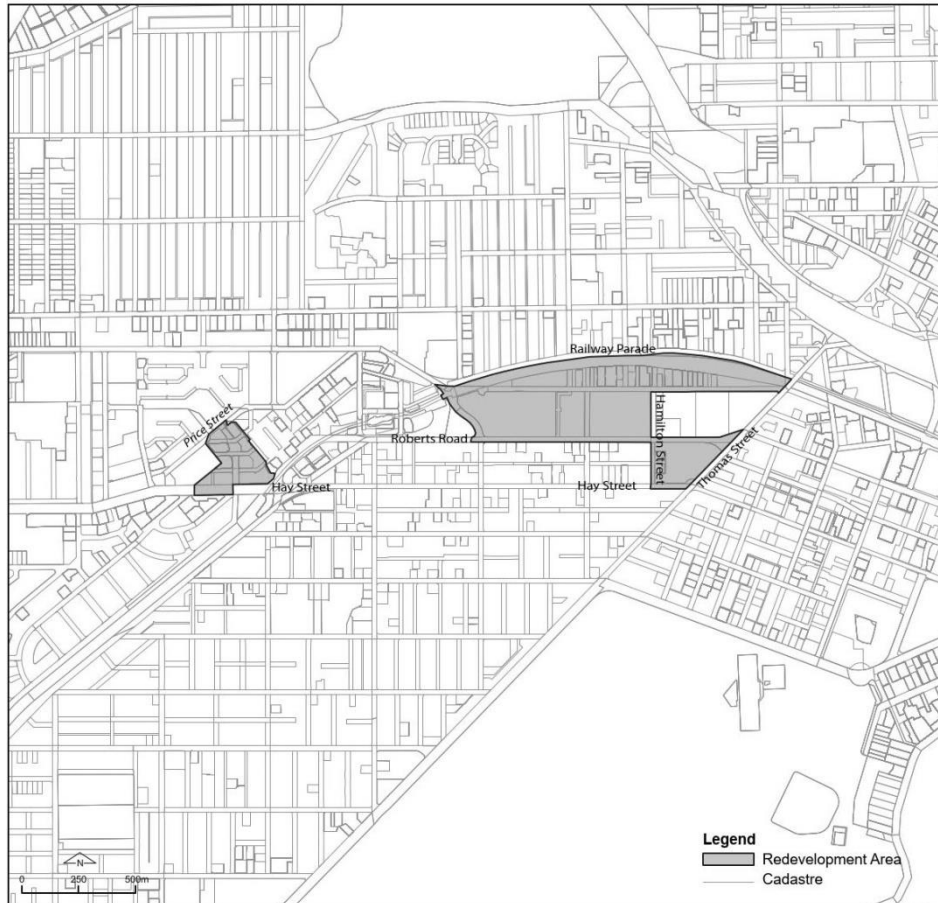 Railway Parade
Price Street
Hamilton Street
Roberts Road
Thomas Street
Hay Street
Hay Street
Legend
Redevelopment Area
Cadastre
N
0 250 500m